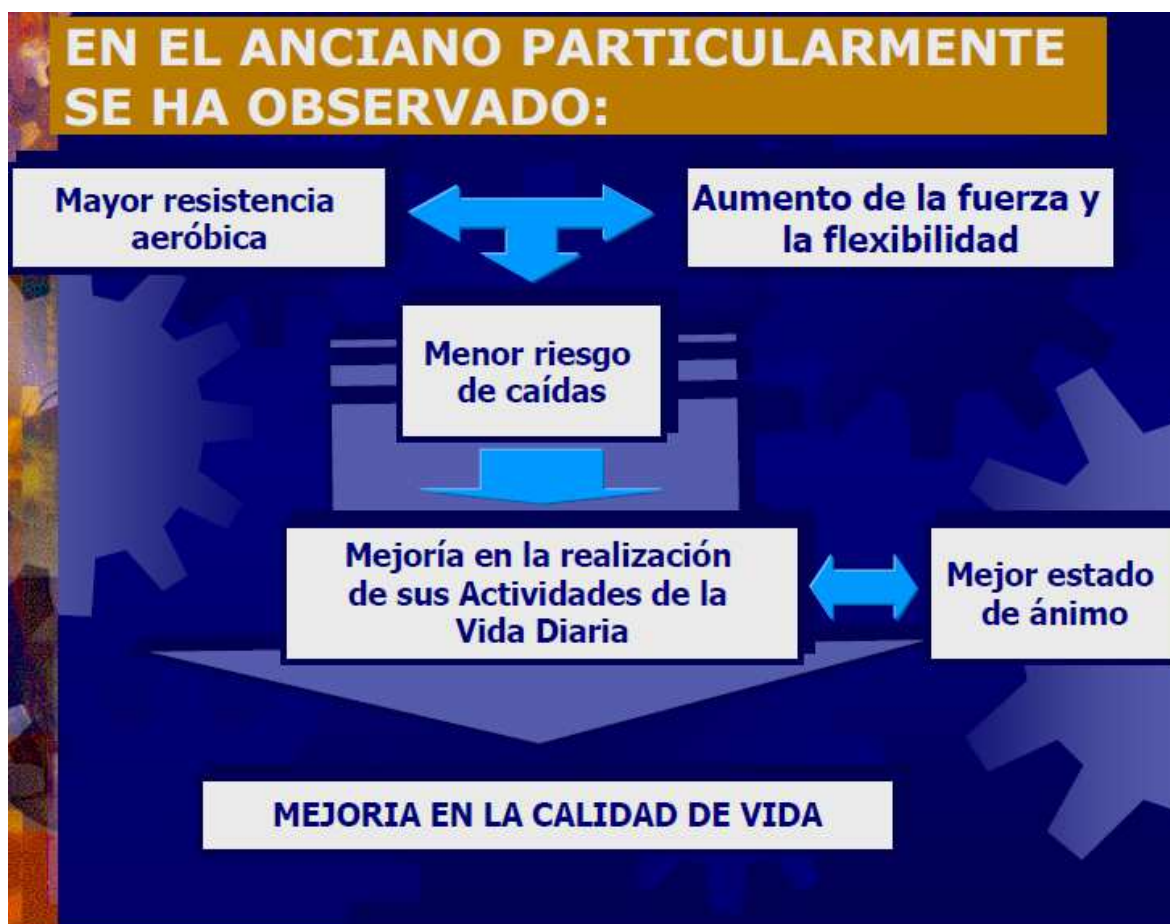 EN EL ANCIANO PARTICULARMENTE
SE HA OBSERVADO:
Mayor resistencia
aeróbica
Aumento de la fuerza y
la flexibilidad
Menor riesgo
de caídas
Mejoría en la realización
de sus Actividades de la
Vida Diaria
Mejor estado
de ánimo
MEJORIA EN LA CALIDAD DE VIDA